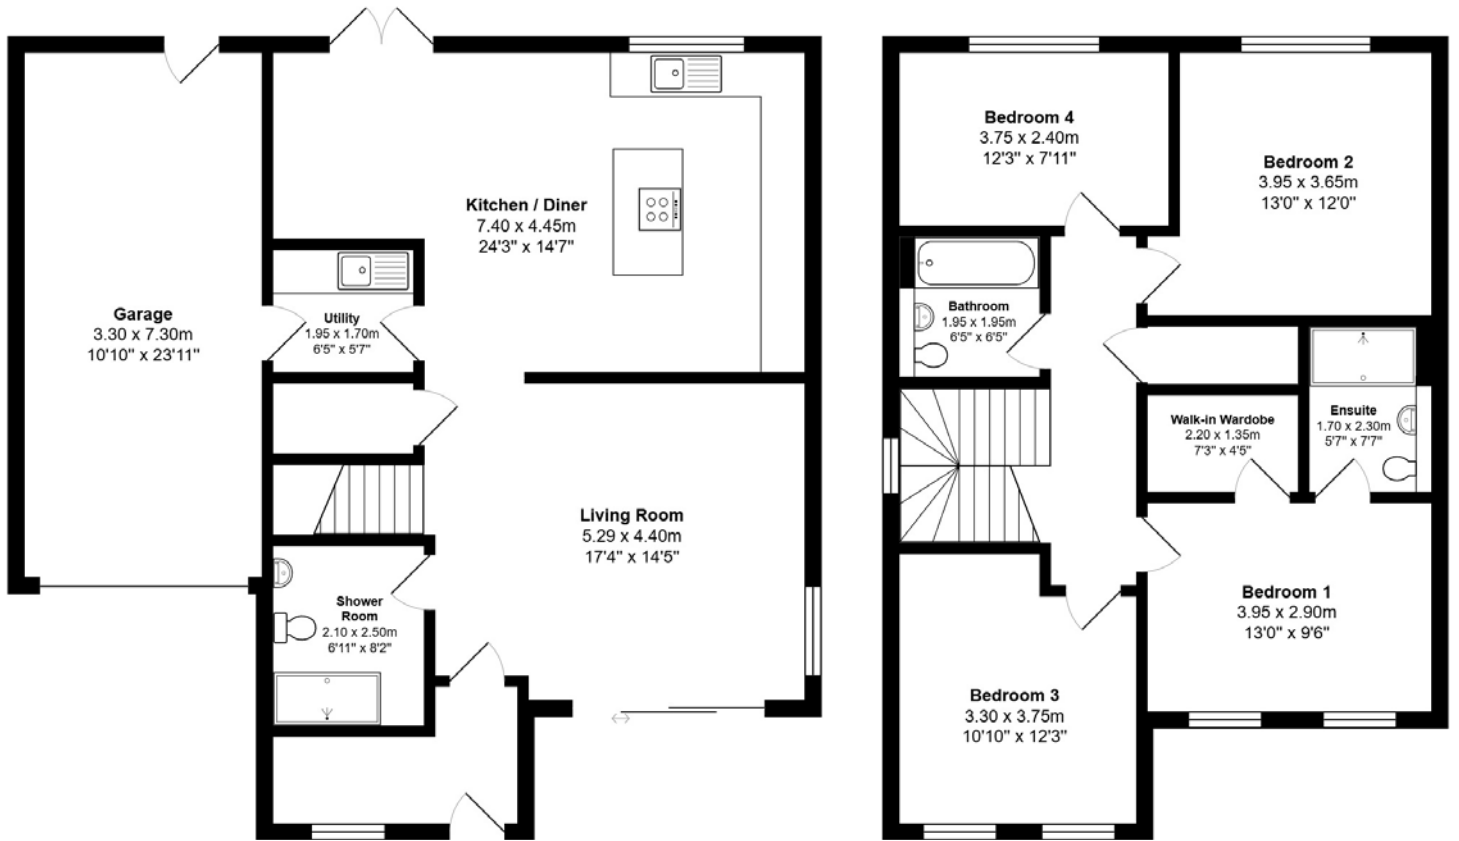 Garage
3.30 x 7.30m
10'10" x 23'11"
Kitchen / Diner
7.40 x 4.45m
24'3" x 14'7"
Utility
1.95 x 1.70m
6'5" x 5'7"
Living Room
5.29 x 4.40m
17'4" x 14'5"
Shower
Room
2.10 x 2.50m
6'11" x 8'2"
Bedroom 4
3.75 x 2.40m
12'3" x 7'11"
Bedroom 2
3.95 x 3.65m
13'0" x 12'0"
Bathroom
1.95 x 1.95m
6'5" x 6'5"
Walk-in Wardobe
2.20 x 1.35m
7'3" x 4'5"
Ensuite
1.70 x 2.30m
5'7" x 7'7"
Bedroom 1
3.95 x 2.90m
13'0" x 9'6"
Bedroom 3
3.30 x 3.75m
10'10" x 12'3"